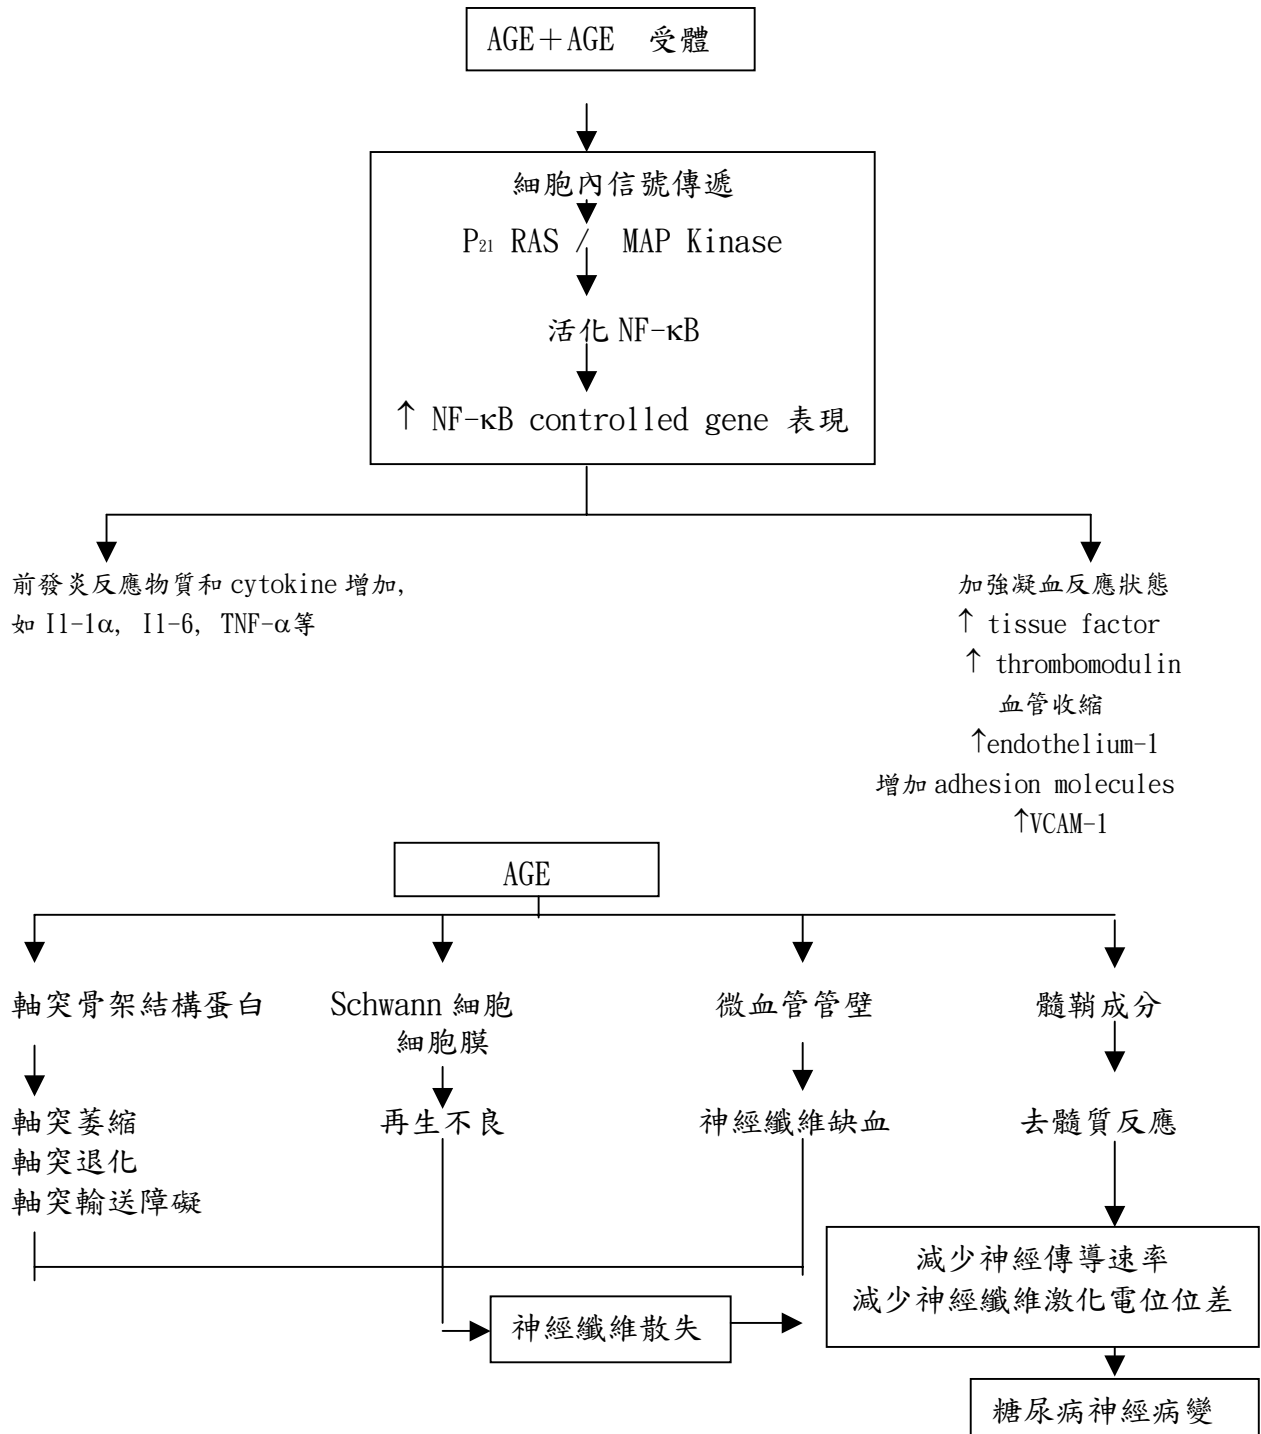 AGE+AGE 受體
細胞內信號傳遞
P21 RAS / MAP Kinase
活化 NF-κB
↑ NF-κB controlled gene 表現
前發炎反應物質和 cytokine 增加,
如 Il-1α, Il-6, TNF-α等
加強凝血反應狀態
↑ tissue factor
↑ thrombomodulin
血管收縮
↑endothelium-1
增加 adhesion molecules
↑VCAM-1
AGE
軸突骨架結構蛋白
Schwann 細胞
細胞膜
微血管管壁
髓鞘成分
軸突萎縮
軸突退化
軸突輸送障礙
再生不良
神經纖維缺血
去髓質反應
減少神經傳導速率
減少神經纖維激化電位位差
神經纖維散失
糖尿病神經病變